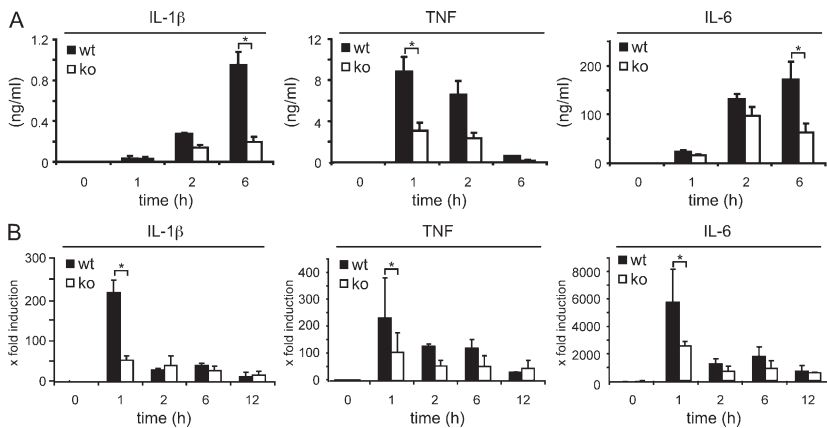 A
IL-1β
TNF
IL-6
1.2
0.8
0.4
0
(ng/ml)
wt
ko
*
0 1 2 6
time (h)
12
8
4
0
(ng/ml)
wt
ko
*
0 1 2 6
time (h)
200
100
0
(ng/ml)
wt
ko
*
0 1 2 6
time (h)
B
IL-1β
TNF
IL-6
300
200
100
0
x fold induction
wt
ko
*
0 1 2 6 12
time (h)
400
300
200
100
0
x fold induction
wt
ko
*
0 1 2 6 12
time (h)
8000
6000
4000
2000
0
x fold induction
wt
ko
*
0 1 2 6 12
time (h)